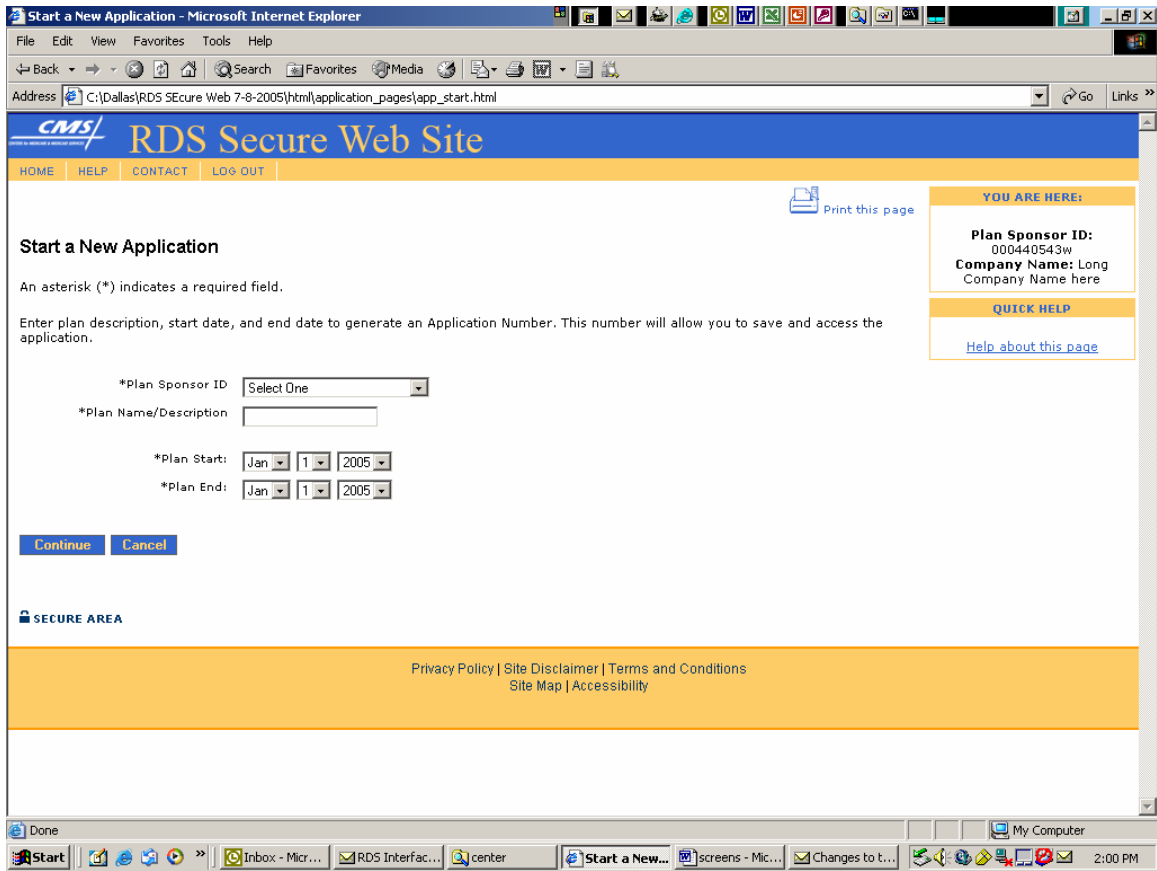 Start a New Application - Microsoft Internet Explorer
File Edit View Favorites Tools Help
Back Search Favorites Media
Address C:\Dallas\RDS SEcure Web 7-8-2005\html\application_pages\app_start.html Go Links »
CMS/ RDS Secure Web Site
HOME HELP CONTACT LOG OUT
Print this page
YOU ARE HERE:
Plan Sponsor ID:
000440543w
Company Name: Long
Company Name here
QUICK HELP
Help about this page
Start a New Application
An asterisk (*) indicates a required field.
Enter plan description, start date, and end date to generate an Application Number. This number will allow you to save and access the
application.
*Plan Sponsor ID Select One
*Plan Name/Description
*Plan Start: Jan 1 2005
*Plan End: Jan 1 2005
Continue Cancel
SECURE AREA
Privacy Policy | Site Disclaimer | Terms and Conditions
Site Map | Accessibility
Done My Computer
Start » Inbox - Micr... RDS Interfac... center Start a New... screens - Mic... Changes to t... 2:00 PM